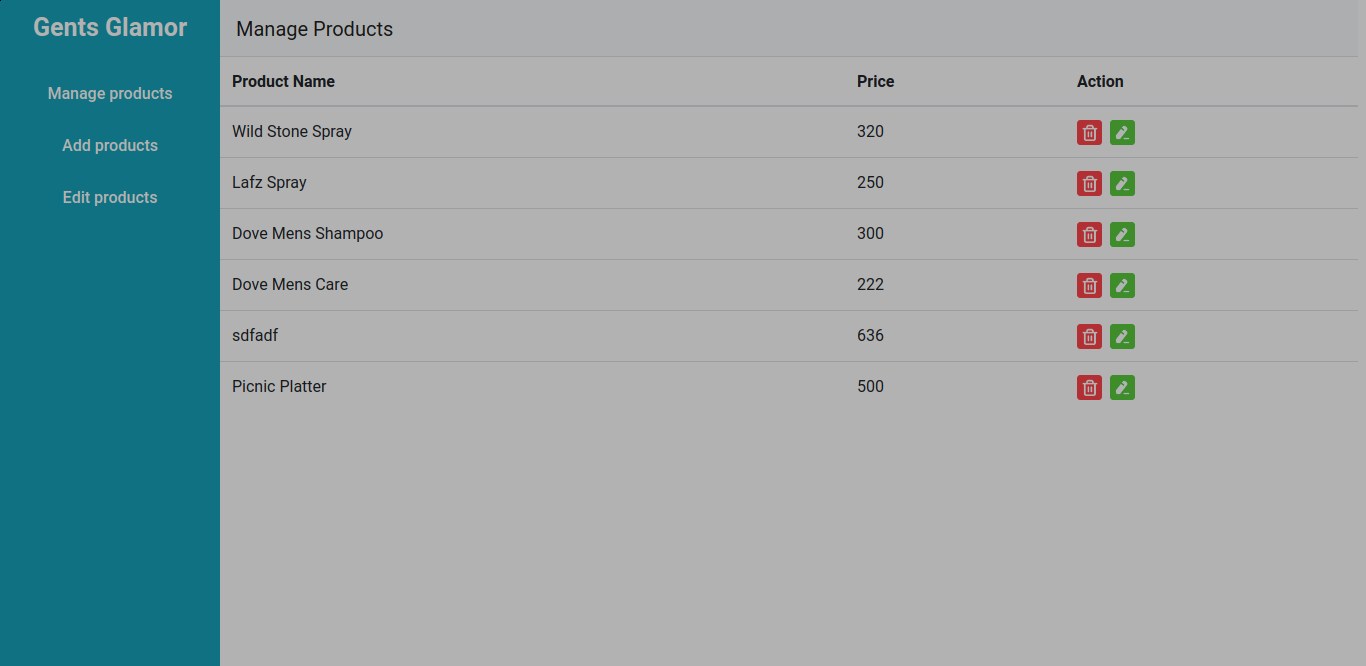 Gents Glamor
Manage products
Add products
Edit products
Manage Products
Product Name Price Action
Wild Stone Spray 320
Lafz Spray 250
Dove Mens Shampoo 300
Dove Mens Care 222
sdfadf 636
Picnic Platter 500